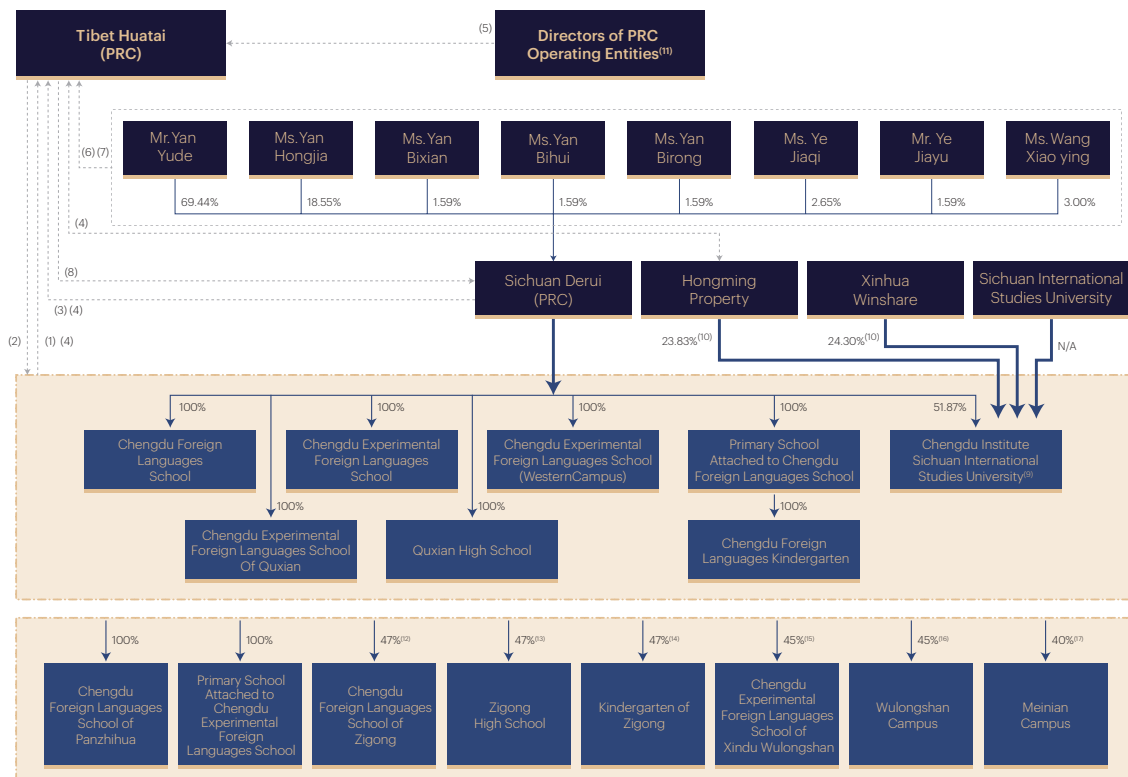 Tibet Huatai
(PRC)
(5)
Directors of PRC
Operating Entities(11)
(6) (7)
Mr. Yan
Yude
Ms. Yan
Hongjia
Ms. Yan
Bixian
Ms. Yan
Bihui
Ms. Yan
Birong
Ms. Ye
Jiaqi
Mr. Ye
Jiayu
Ms. Wang
Xiao ying
69.44%
18.55%
1.59%
1.59%
1.59%
2.65%
1.59%
3.00%
(4)
(8)
(3) (4)
(2)
(1) (4)
Sichuan Derui
(PRC)
Hongming
Property
Xinhua
Winshare
Sichuan International
Studies University
23.83%(10)
24.30%(10)
N/A
100%
100%
100%
100%
51.87%
Chengdu Foreign
Languages
School
Chengdu Experimental
Foreign Languages
School
Chengdu Experimental
Foreign Languages School
(WesternCampus)
Primary School
Attached to Chengdu
Foreign Languages School
Chengdu Institute
Sichuan International
Studies University(9)
100%
100%
100%
Chengdu Experimental
Foreign Languages School
Of Quxian
Quxian High School
Chengdu Foreign
Languages Kindergarten
100%
100%
47%(12)
47%(13)
47%(14)
45%(15)
45%(16)
40%(17)
Chengdu
Foreign Languages
School of
Panzhihua
Primary School
Attached to
Chengdu
Experimental
Foreign
Languages School
Chengdu
Foreign Languages
School of
Zigong
Zigong
High School
Kindergarten of
Zigong
Chengdu
Experimental
Foreign Languages
School of
Xindu Wulongshan
Wulongshan
Campus
Meinian
Campus